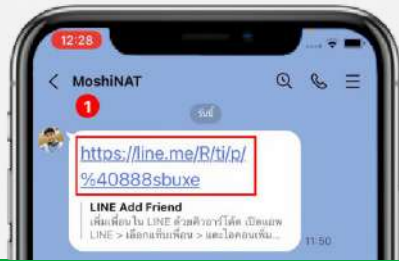 12:28
MoshiNAT
1
วันนี้
https://line.me/R/ti/p/
%40888sbuxe
LINE Add Friend
เพิ่มเพื่อนใน LINE ด้วยคิวอาร์โค้ด เปิดแอพ
LINE > เลือกแท็บเพื่อน > แตะไอคอนเพิ่ม...
11:50